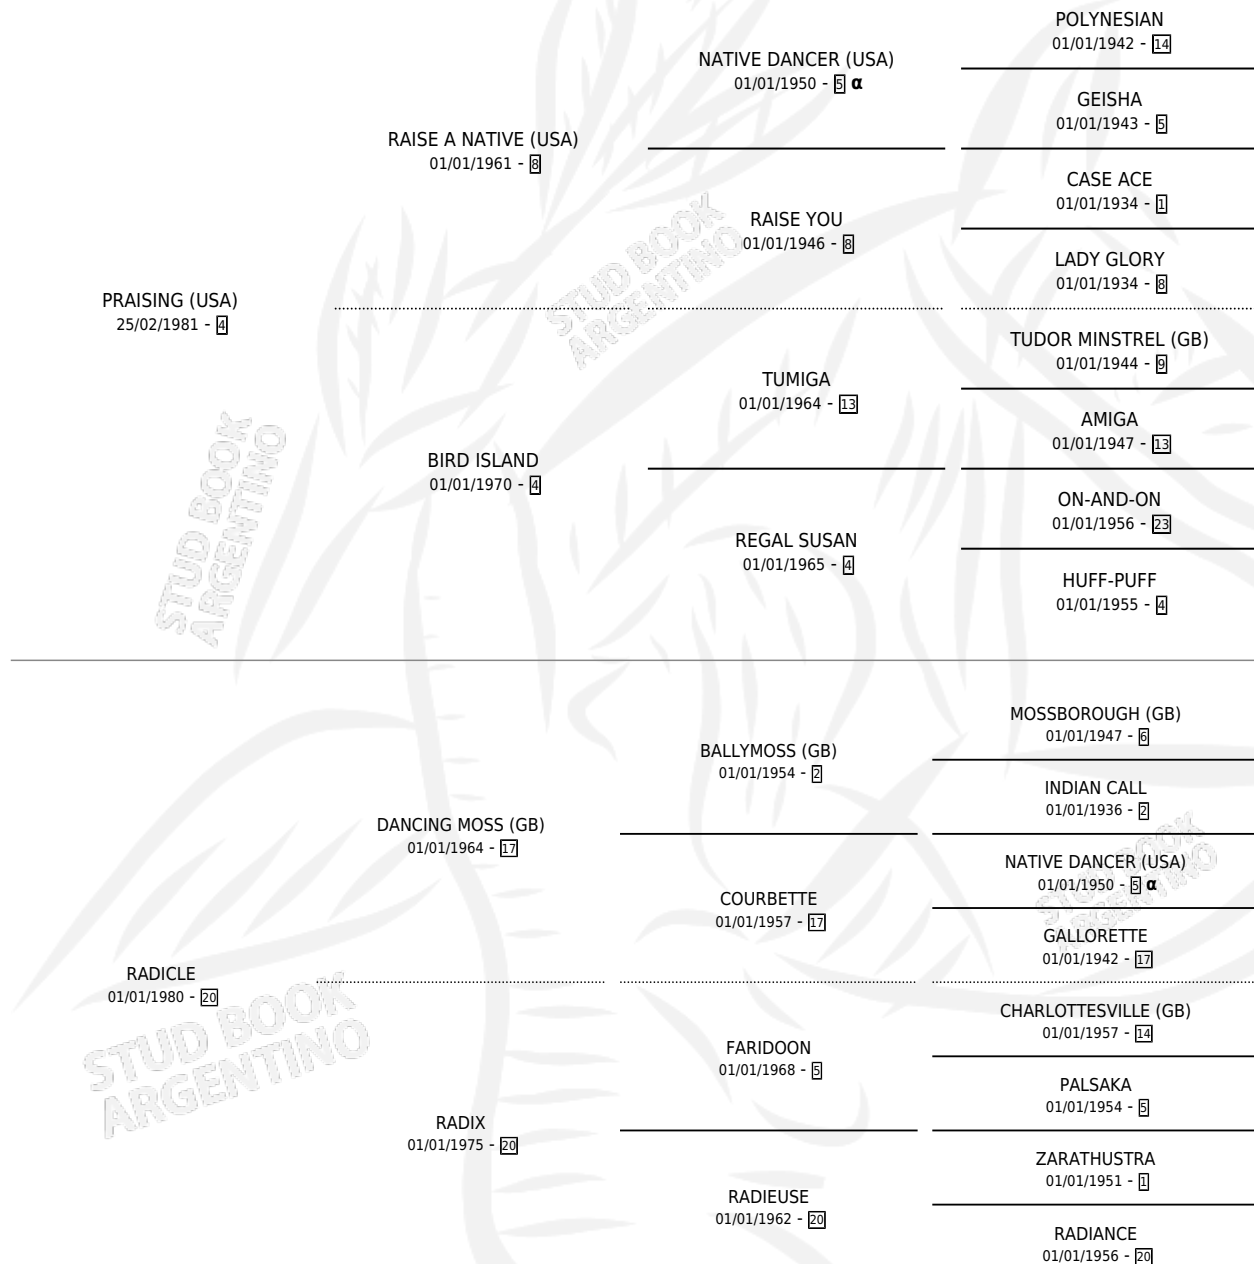 POLYNESIAN
01/01/1942 - 14
NATIVE DANCER (USA)
01/01/1950 - 5 α
GEISHA
01/01/1943 - 5
RAISE A NATIVE (USA)
01/01/1961 - 8
CASE ACE
01/01/1934 - 1
RAISE YOU
01/01/1946 - 8
LADY GLORY
01/01/1934 - 8
PRAISING (USA)
25/02/1981 - 4
TUDOR MINSTREL (GB)
01/01/1944 - 9
TUMIGA
01/01/1964 - 13
AMIGA
01/01/1947 - 13
BIRD ISLAND
01/01/1970 - 4
ON-AND-ON
01/01/1956 - 23
REGAL SUSAN
01/01/1965 - 4
HUFF-PUFF
01/01/1955 - 4
MOSSBOROUGH (GB)
01/01/1947 - 6
BALLYMOSS (GB)
01/01/1954 - 2
INDIAN CALL
01/01/1936 - 2
DANCING MOSS (GB)
01/01/1964 - 17
NATIVE DANCER (USA)
01/01/1950 - 5 α
COURBETTE
01/01/1957 - 17
GALLORETTE
01/01/1942 - 17
RADICLE
01/01/1980 - 20
CHARLOTTESVILLE (GB)
01/01/1957 - 14
FARIDOON
01/01/1968 - 5
PALSAKA
01/01/1954 - 5
RADIX
01/01/1975 - 20
ZARATHUSTRA
01/01/1951 - 1
RADIEUSE
01/01/1962 - 20
RADIANCE
01/01/1956 - 20
STUD BOOK
ARGENTINO
STUD BOOK
ARGENTINO
STUD BOOK
ARGENTINO
STUD BOOK
ARGENTINO